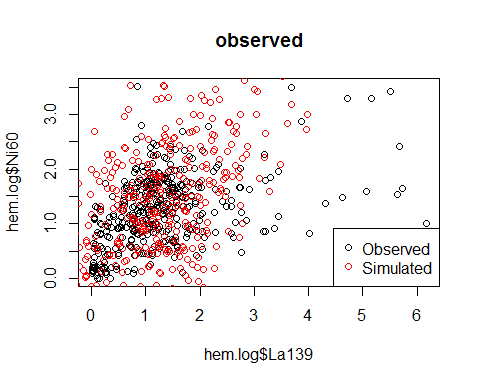 observed
hem.log$Ni60
3.0
2.0
1.0
0.0
Observed
Simulated
0 1 2 3 4 5 6
hem.log$La139